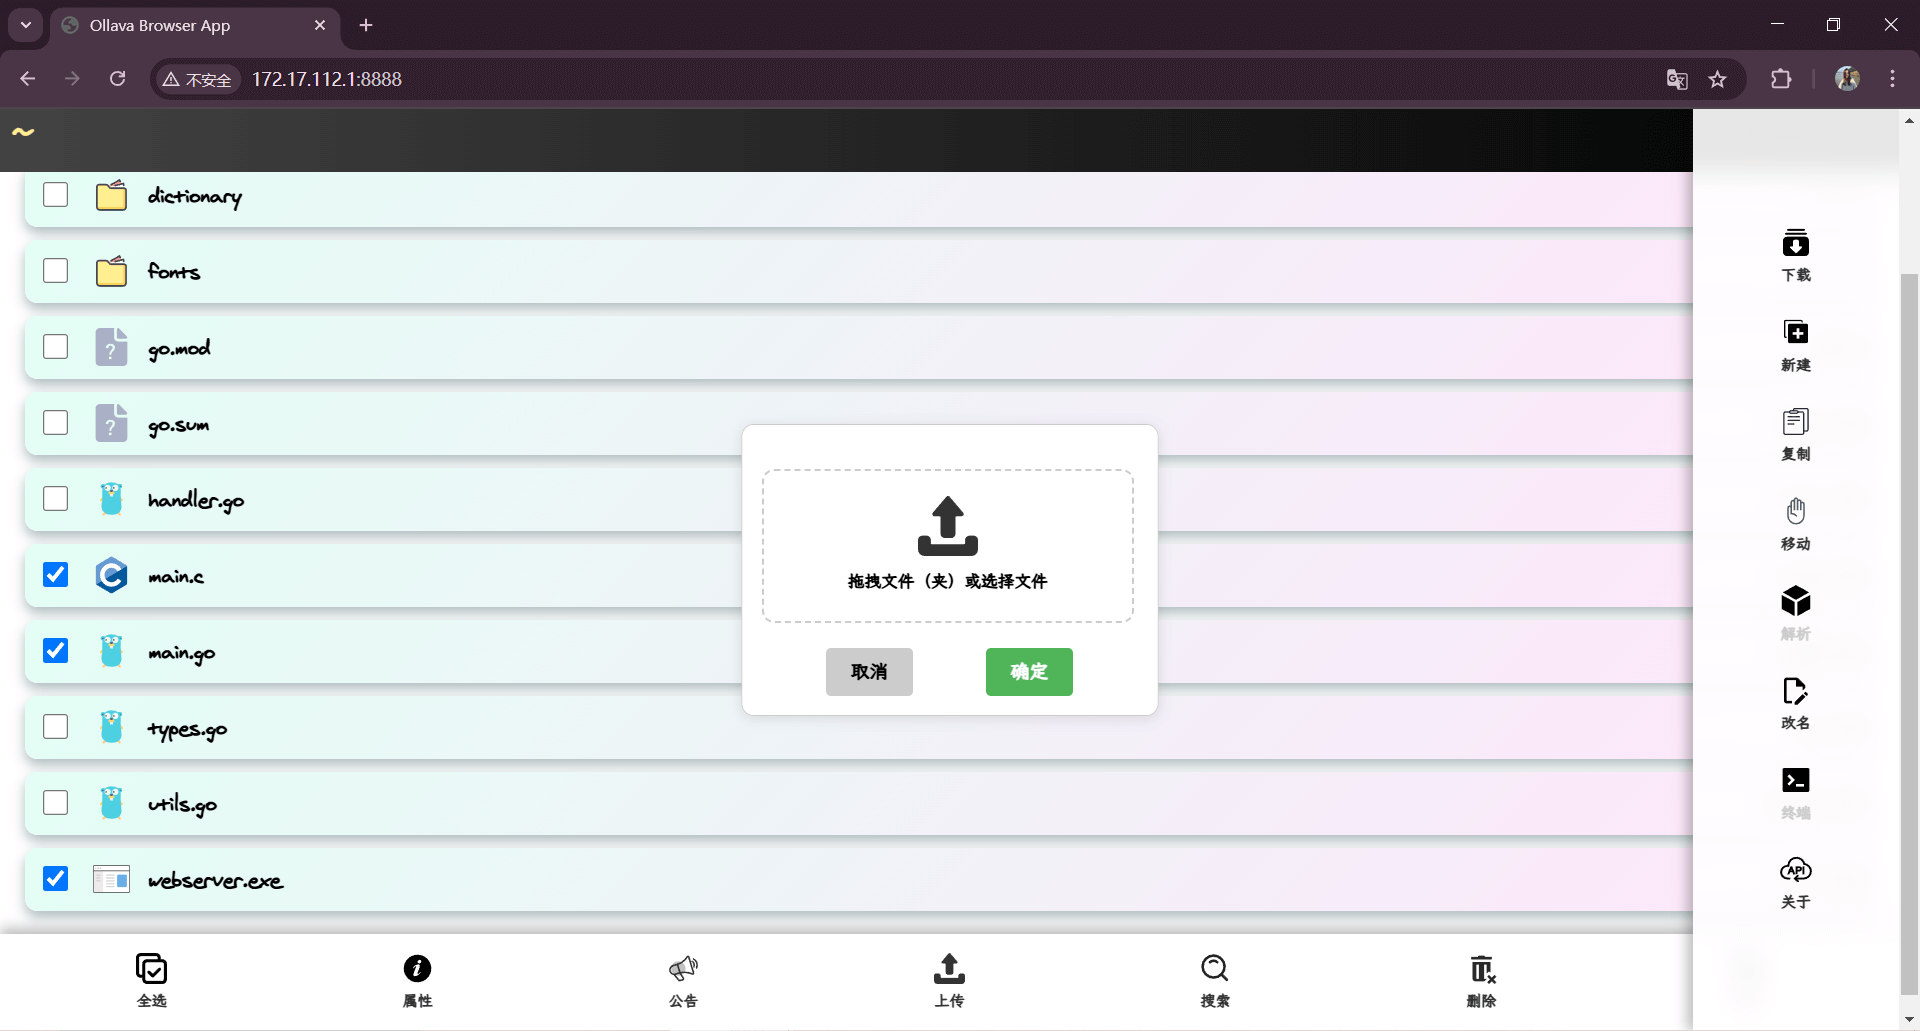 Ollava Browser App
不安全
172.17.112.1:8888
~
dictionary
fonts
go.mod
go.sum
handler.go
main.c
main.go
types.go
utils.go
webserver.exe
拖拽文件（夹）或选择文件
取消
确定
下载
新建
复制
移动
解析
改名
终端
API
关于
全选
属性
公告
上传
搜索
删除